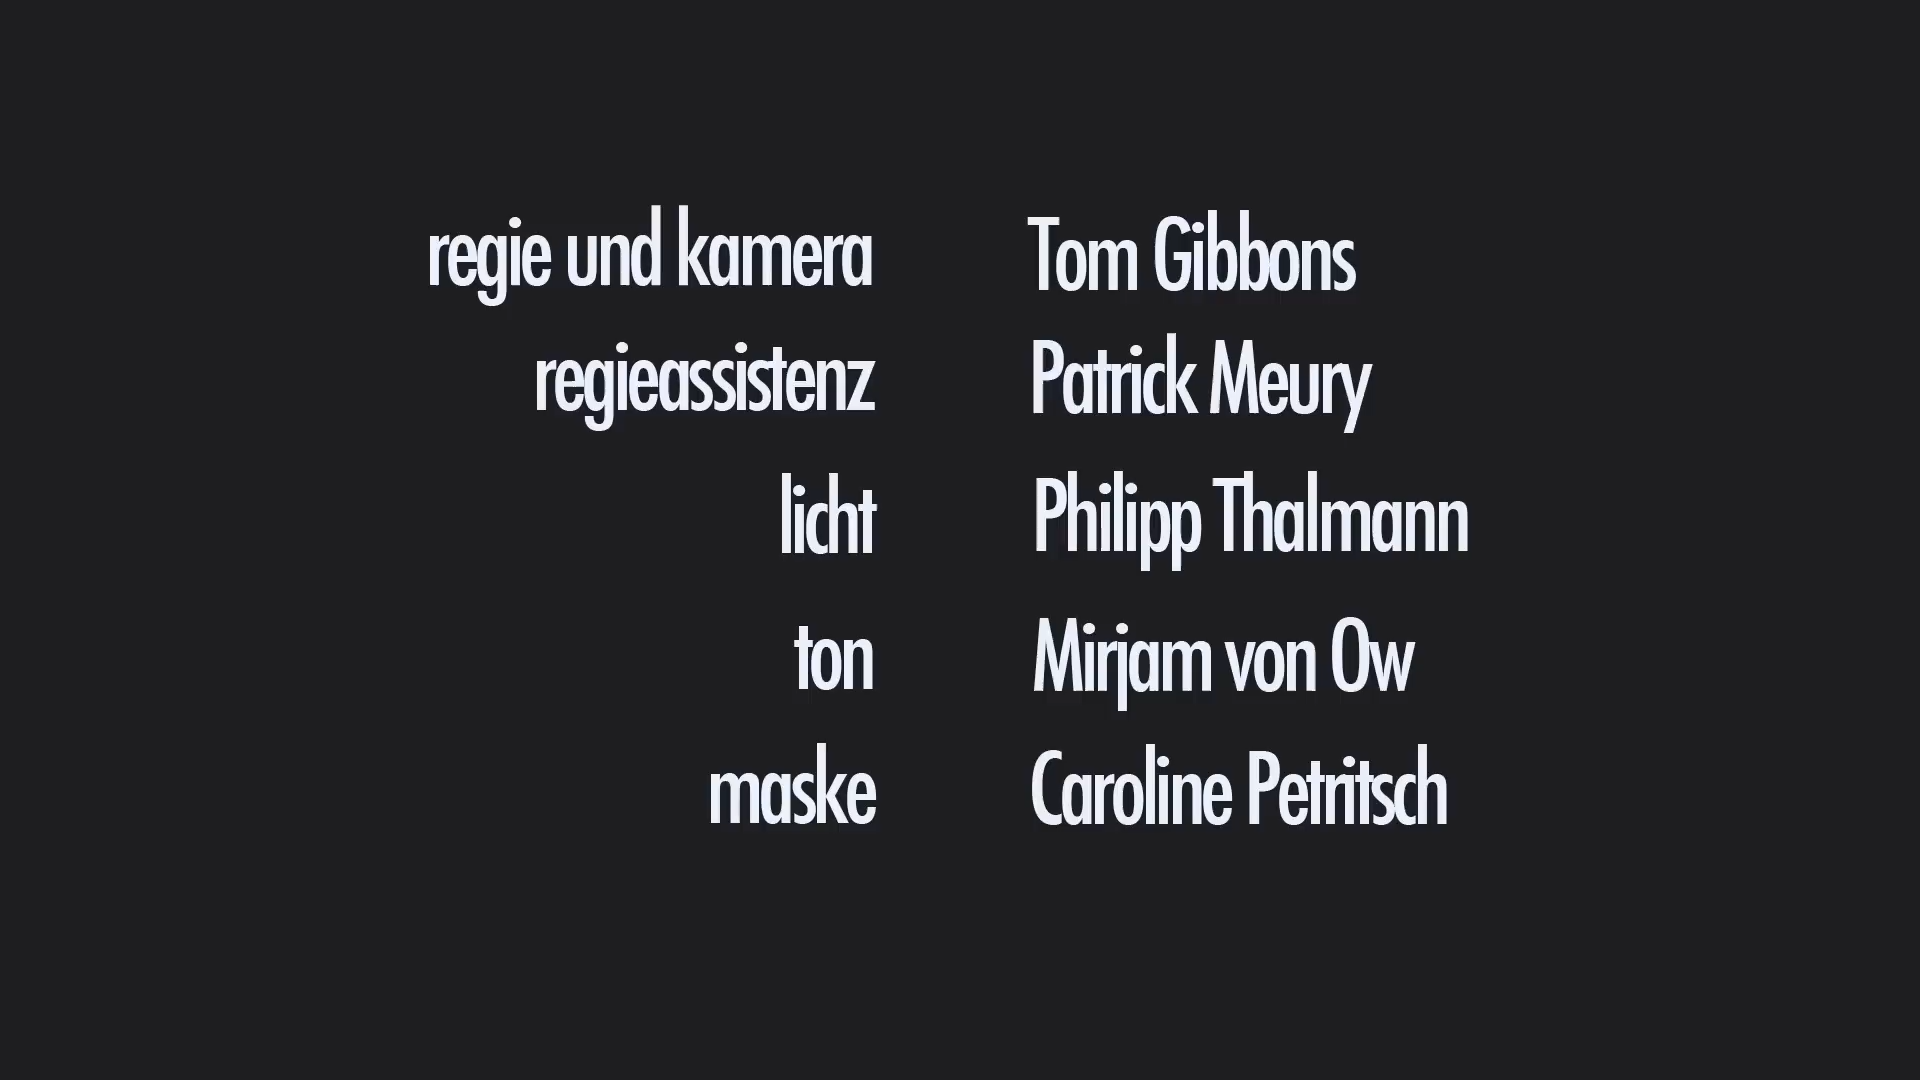 regie und kamera Tom Gibbons
regieassistenz Patrick Meury
licht Philipp Thalmann
ton Mirjam von Ow
maske Caroline Petritsch